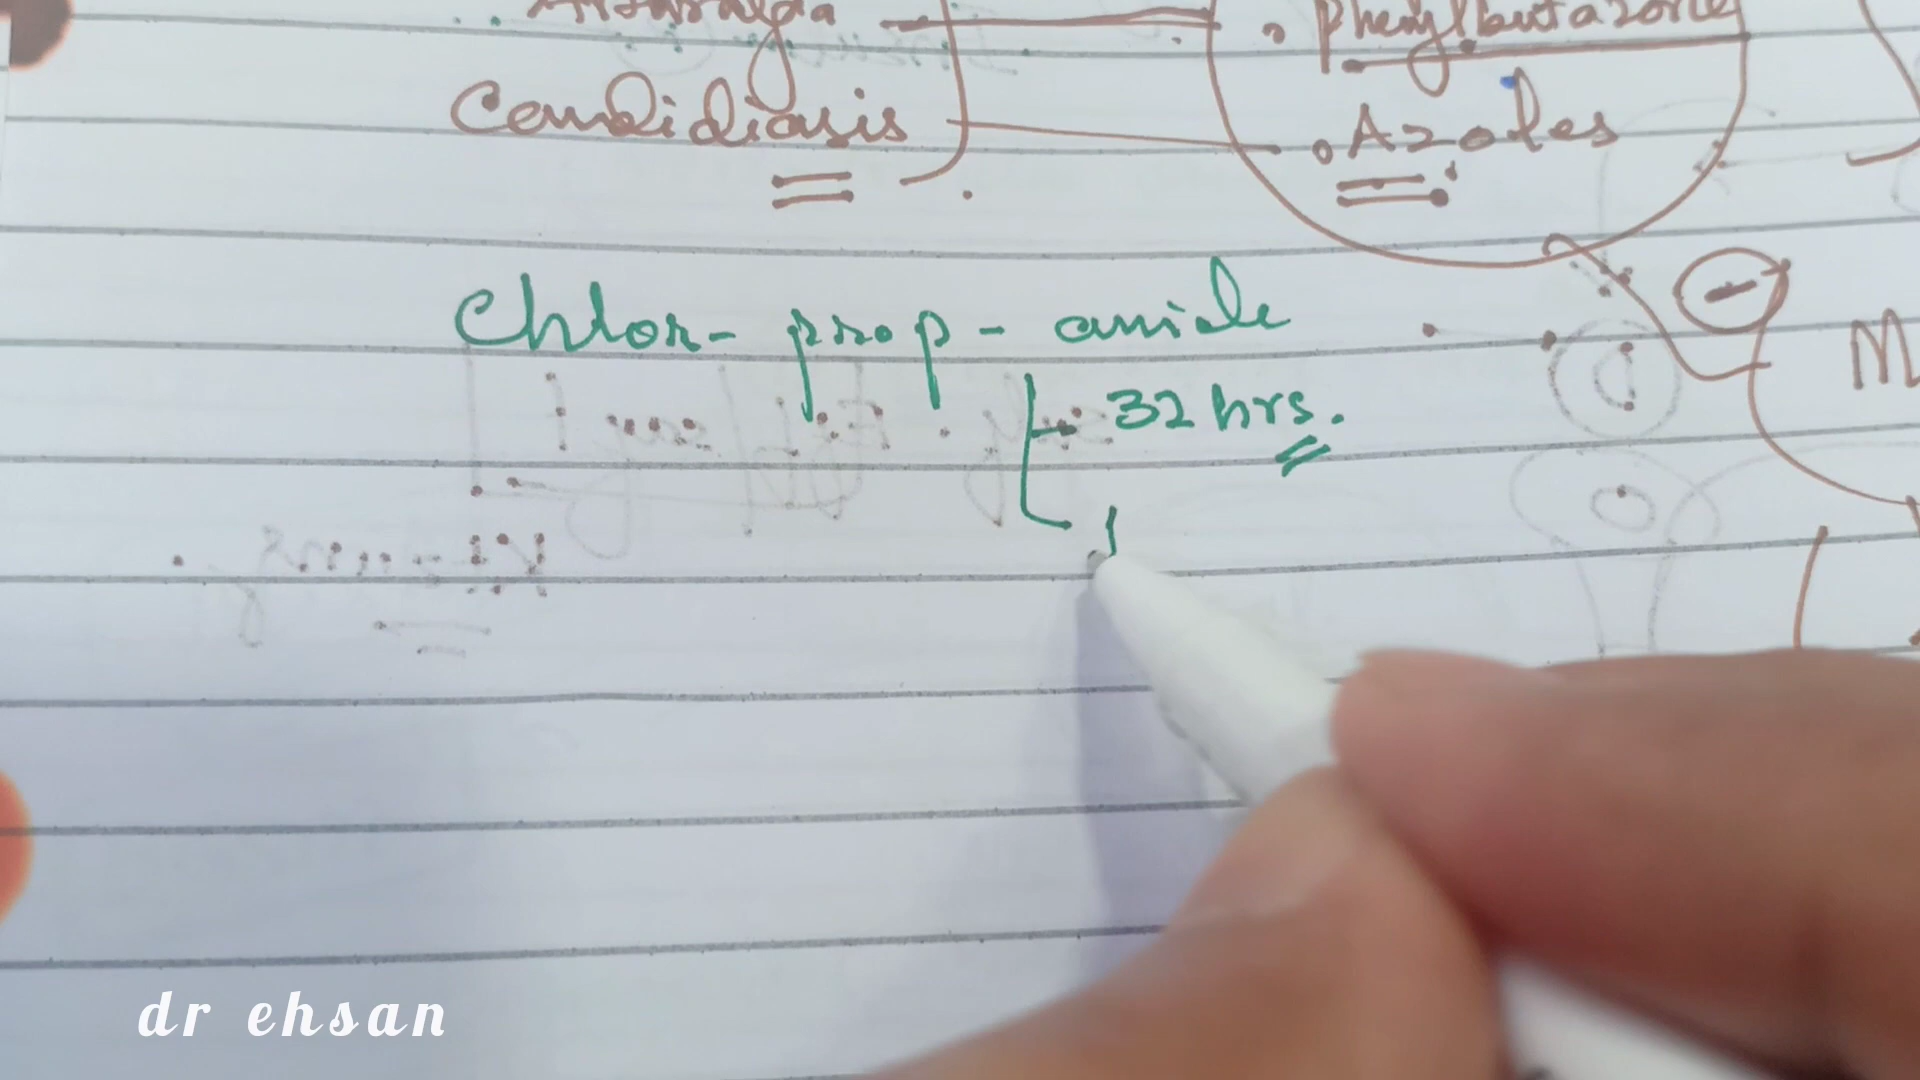 Phenylbutazone
Candidiasis
Azoles
Chlor-prop-amide
32 hrs.
M
dr ehsan